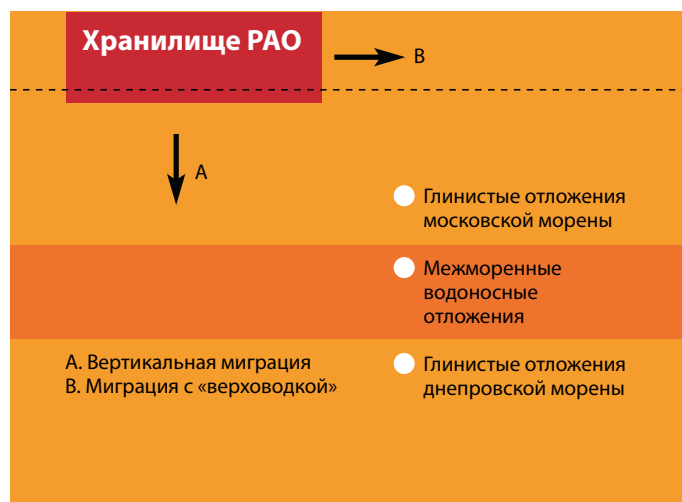 Хранилище РАО
В
А
Глинистые отложения
московской морены
Межморенные
водоносные
отложения
А. Вертикальная миграция
В. Миграция с «верховодкой»
Глинистые отложения
днепровской морены